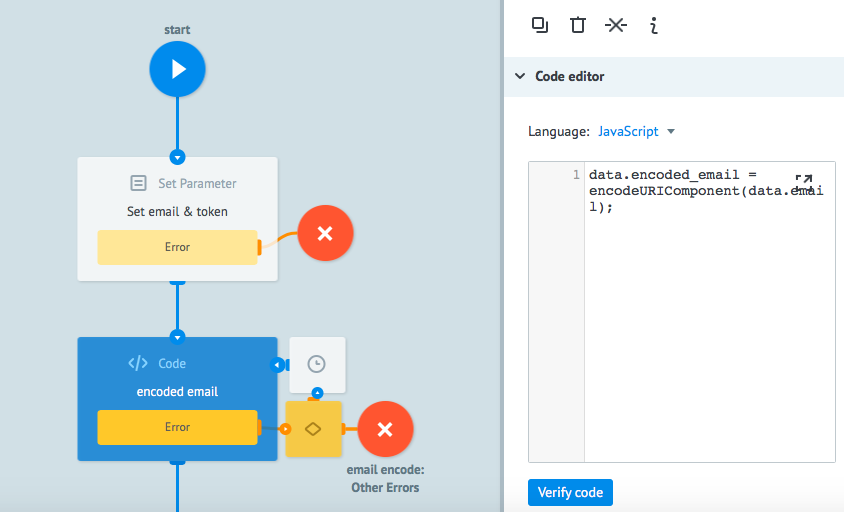 start
Set Parameter
Set email & token
Error
Code
encoded email
Error
email encode:
Other Errors
Code editor
Language: JavaScript
1 data.encoded_email =
encodeURIComponent(data.emai
l);
Verify code